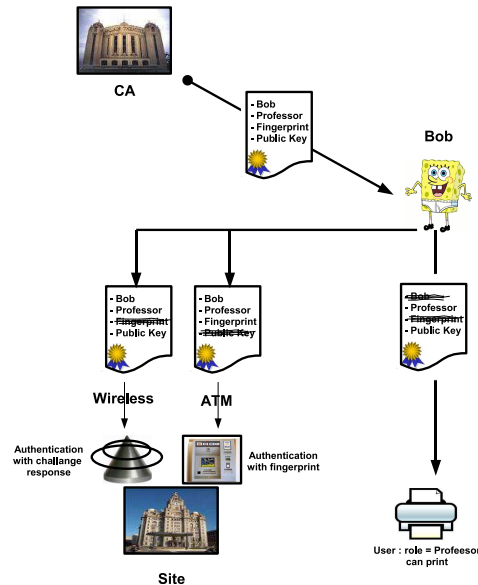 CA
- Bob
- Professor
- Fingerprint
- Public Key
Bob
- Bob
- Professor
- Fingerprint
- Public Key
- Bob
- Professor
- Fingerprint
- Public Key
- Bob
- Professor
- Fingerprint
- Public Key
Wireless
ATM
Authentication
with challange
response
Authentication
with fingerprint
Site
User : role = Profeesor
can print